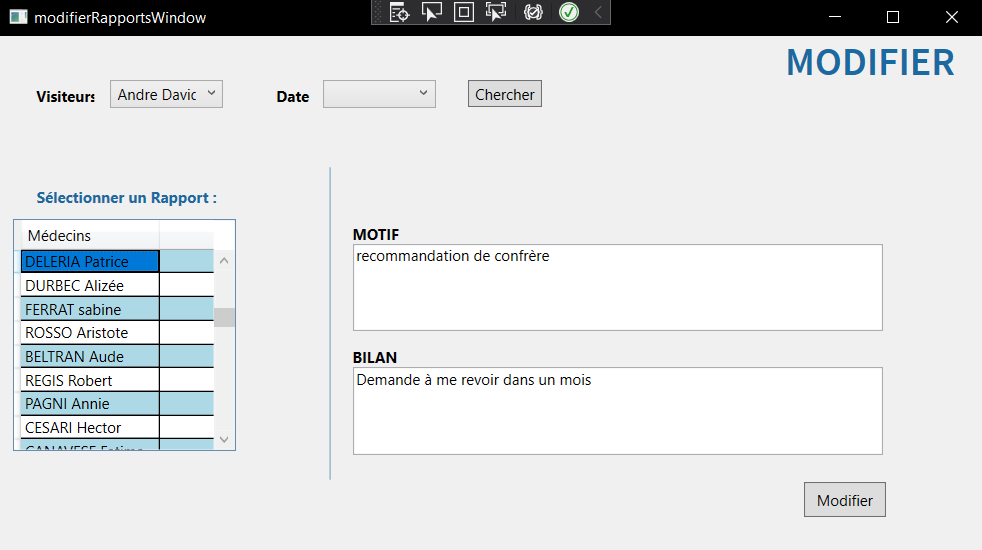 modifierRapportsWindow
MODIFIER
Visiteurs Andre Davic Date Chercher
Sélectionner un Rapport :
Médecins
DELERIA Patrice
DURBEC Alizée
FERRAT sabine
ROSSO Aristote
BELTRAN Aude
REGIS Robert
PAGNI Annie
CESARI Hector
MOTIF
recommandation de confrère
BILAN
Demande à me revoir dans un mois
Modifier